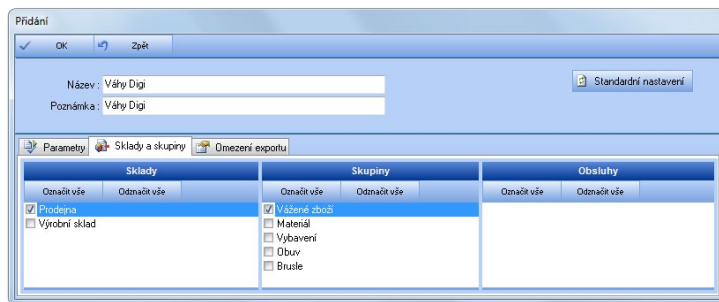 Přidání
OK Zpět
Název : Váhy Digi
Standardní nastavení
Poznámka : Váhy Digi
Parametry Sklady a skupiny Omezení exportu
Sklady Skupiny Obsluhy
Označit vše Odznačit vše Označit vše Odznačit vše Označit vše Odznačit vše
Prodejna Vážené zboží
Výrobní sklad Materiál
Vybavení
Obuv
Brusle